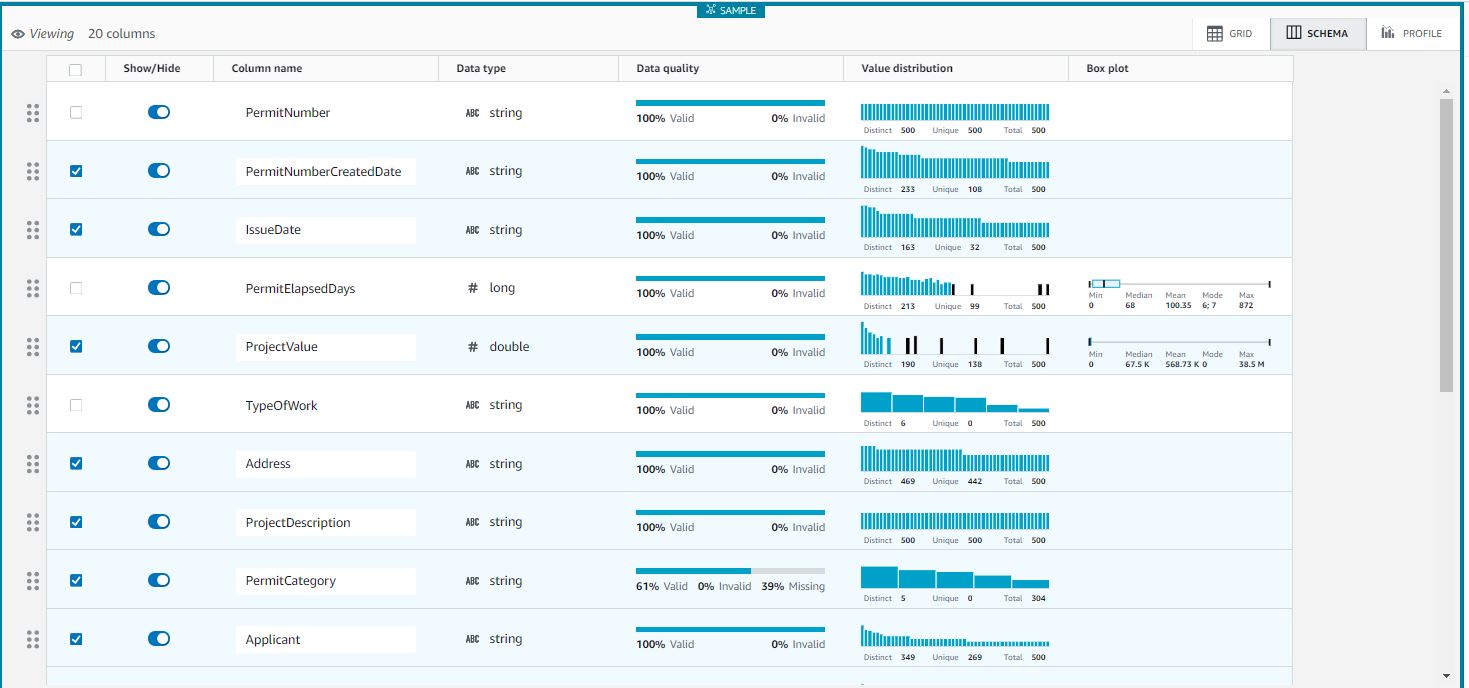 SAMPLE
Viewing 20 columns GRID SCHEMA PROFILE
Show/Hide Column name Data type Data quality Value distribution Box plot
PermitNumber ABC string 100% Valid 0% Invalid
Distinct 500 Unique 500 Total 500
PermitNumberCreatedDate ABC string 100% Valid 0% Invalid
Distinct 233 Unique 108 Total 500
IssueDate ABC string 100% Valid 0% Invalid
Distinct 163 Unique 32 Total 500
PermitElapsedDays # long 100% Valid 0% Invalid
Distinct 213 Unique 99 Total 500
Min Median Mean Mode Max
0 68 100.35 6; 7 872
ProjectValue # double 100% Valid 0% Invalid
Distinct 190 Unique 138 Total 500
Min Median Mean Mode Max
0 67.5 K 568.73 K 0 38.5 M
TypeOfWork ABC string 100% Valid 0% Invalid
Distinct 6 Unique 0 Total 500
Address ABC string 100% Valid 0% Invalid
Distinct 469 Unique 442 Total 500
ProjectDescription ABC string 100% Valid 0% Invalid
Distinct 500 Unique 500 Total 500
PermitCategory ABC string 61% Valid 0% Invalid 39% Missing
Distinct 5 Unique 0 Total 304
Applicant ABC string 100% Valid 0% Invalid
Distinct 349 Unique 269 Total 500